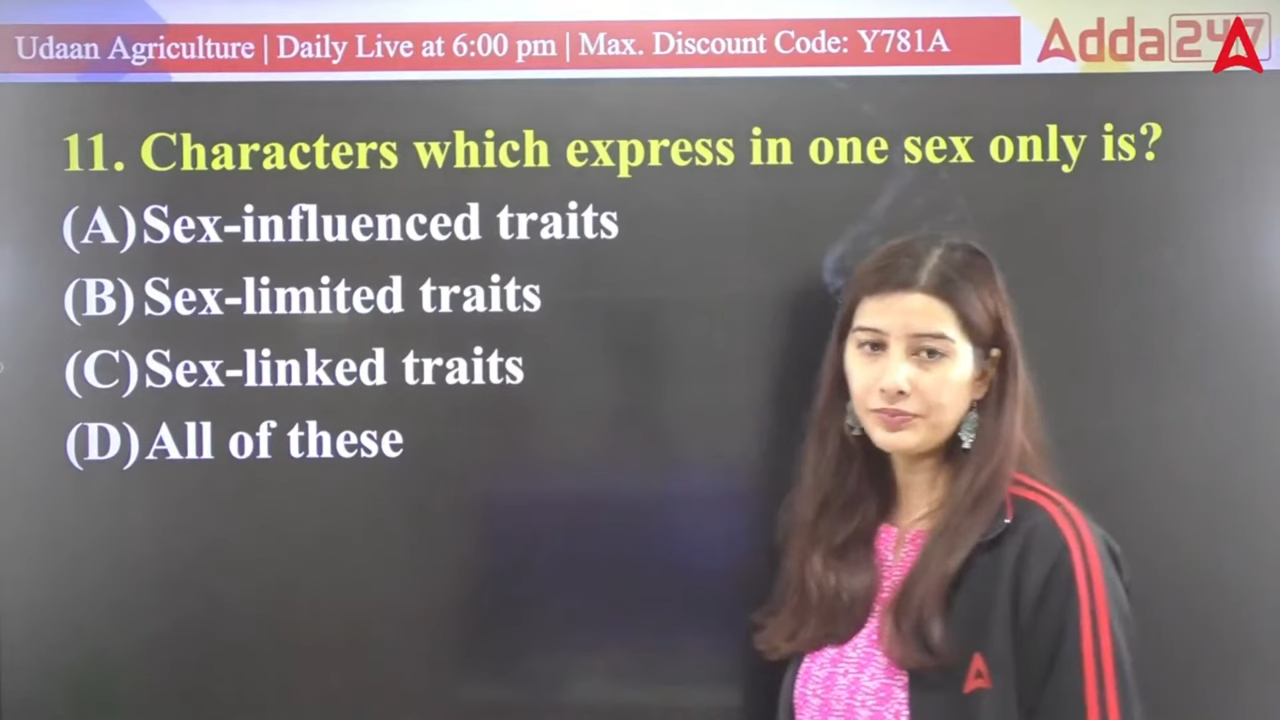 Udaan Agriculture | Daily Live at 6:00 pm | Max. Discount Code: Y781A
Adda247
11. Characters which express in one sex only is?
(A) Sex-influenced traits
(B) Sex-limited traits
(C) Sex-linked traits
(D) All of these